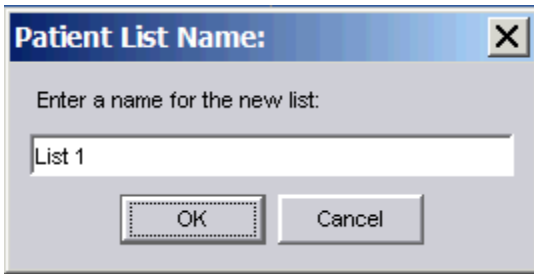 Patient List Name:
Enter a name for the new list:
List 1
OK
Cancel